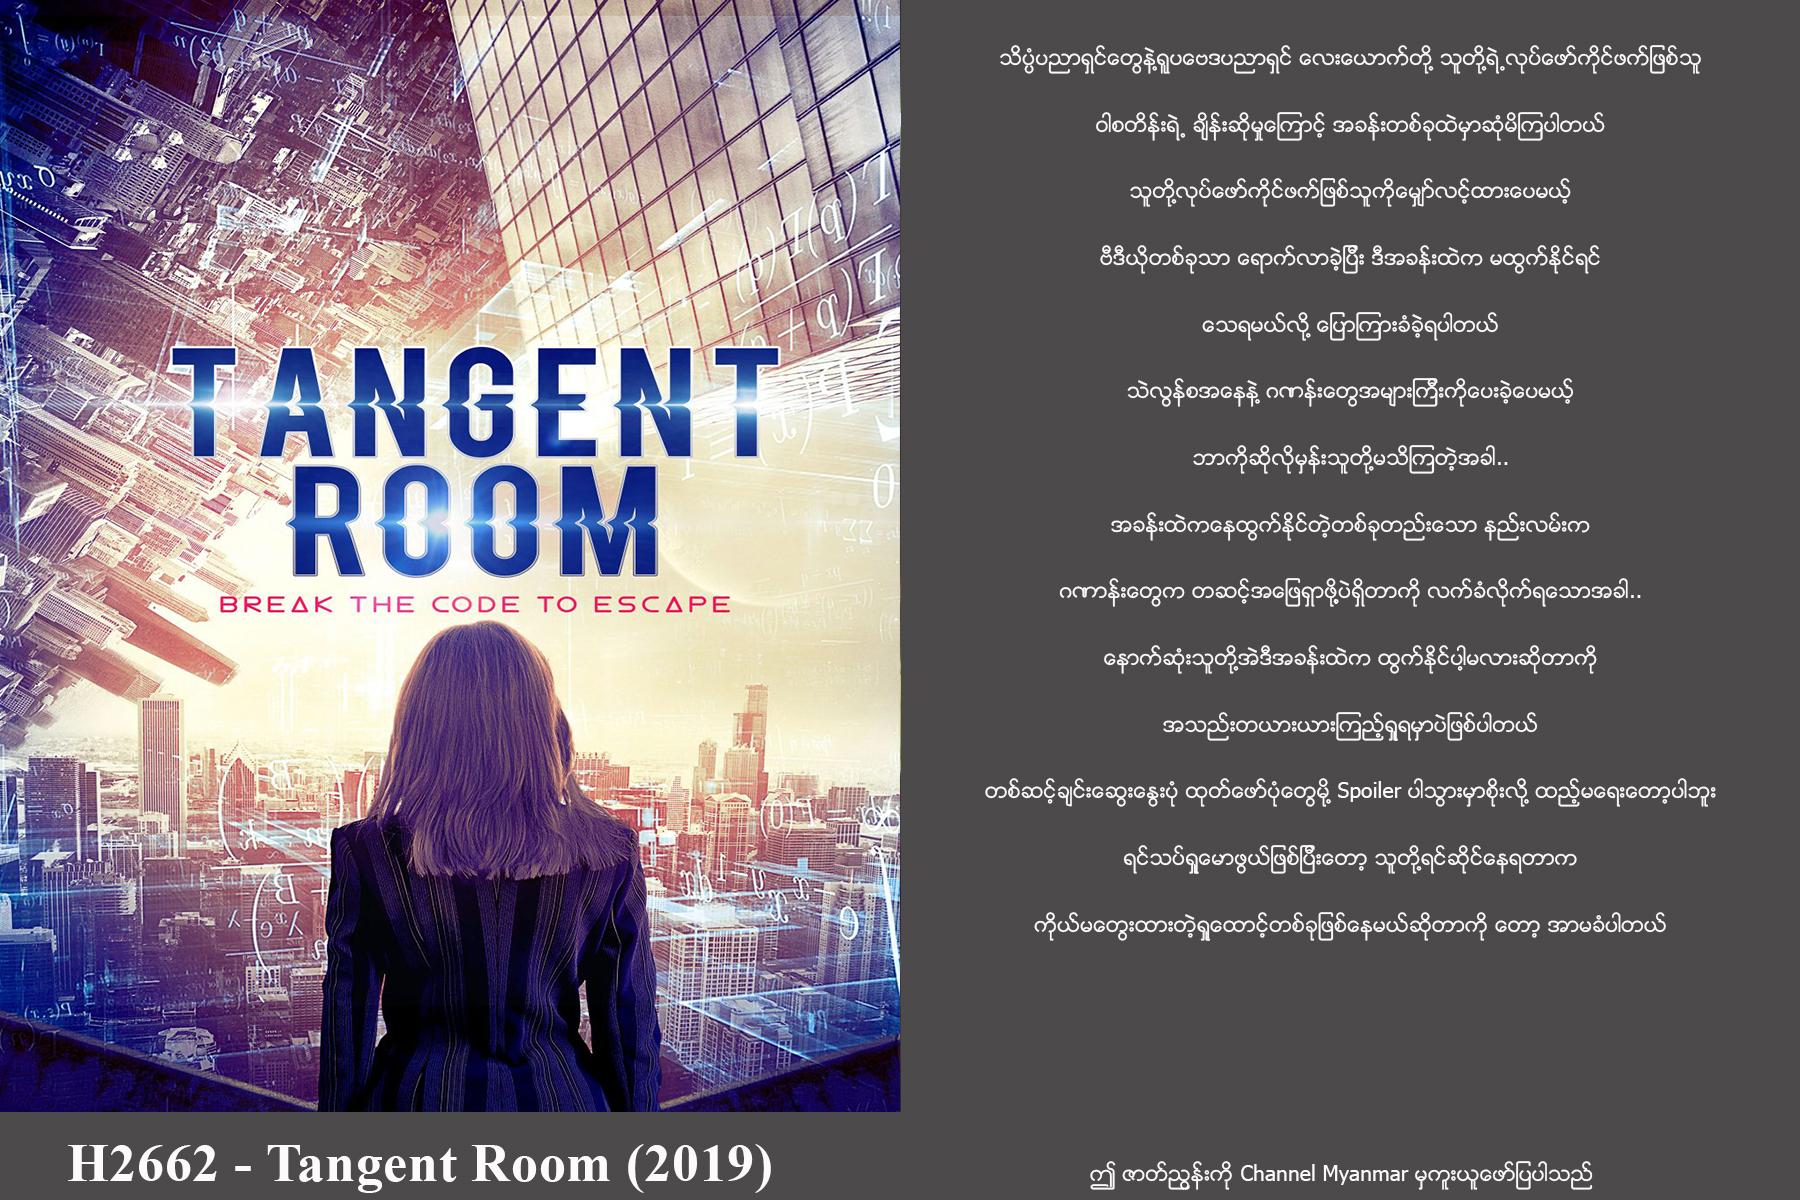 TANGENT
ROOM
BREAK THE CODE TO ESCAPE
H2662 - Tangent Room (2019)
သိပ္ပံပညာရှင်တွေနဲ့ရူပဗေဒပညာရှင် လေးယောက်တို့ သူတို့ရဲ့လုပ်ဖော်ကိုင်ဖက်ဖြစ်သူ
ဝါစတိန်းရဲ့ ချိန်းဆိုမှုကြောင့် အခန်းတစ်ခုထဲမှာဆုံမိကြပါတယ်
သူတို့လုပ်ဖော်ကိုင်ဖက်ဖြစ်သူကိုမျှော်လင့်ထားပေမယ့်
ဗီဒီယိုတစ်ခုသာ ရောက်လာခဲ့ပြီး ဒီအခန်းထဲက မထွက်နိုင်ရင်
သေရမယ်လို့ ပြောကြားခံခဲ့ရပါတယ်
သဲလွန်စအနေနဲ့ ဂဏန်းတွေအများကြီးကိုပေးခဲ့ပေမယ့်
ဘာကိုဆိုလိုမှန်းသူတို့မသိကြတဲ့အခါ..
အခန်းထဲကနေထွက်နိုင်တဲ့တစ်ခုတည်းသော နည်းလမ်းက
ဂဏာန်းတွေက တဆင့်အဖြေရှာဖို့ပဲရှိတာကို လက်ခံလိုက်ရသောအခါ..
နောက်ဆုံးသူတို့အဲဒီအခန်းထဲက ထွက်နိုင်ပါ့မလားဆိုတာကို
အသည်းတယားယားကြည့်ရှုရမှာပဲဖြစ်ပါတယ်
တစ်ဆင့်ချင်းဆွေးနွေးပုံ ထုတ်ဖော်ပုံတွေမို့ Spoiler ပါသွားမှာစိုးလို့ ထည့်မရေးတော့ပါဘူး
ရင်သပ်ရှုမောဖွယ်ဖြစ်ပြီးတော့ သူတို့ရင်ဆိုင်နေရတာက
ကိုယ်မတွေးထားတဲ့ရှုထောင့်တစ်ခုဖြစ်နေမယ်ဆိုတာကို တော့ အာမခံပါတယ်
ဤ ဇာတ်ညွှန်းကို Channel Myanmar မှကူးယူဖော်ပြပါသည်